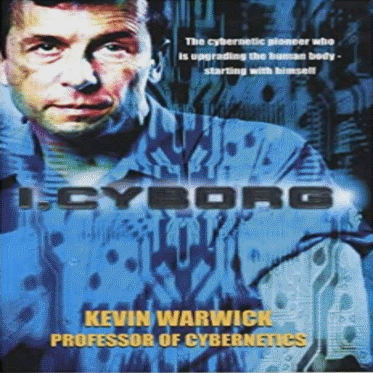 The cybernetic pioneer who
is upgrading the human body -
starting with himself
I, CYBORG
KEVIN WARWICK
PROFESSOR OF CYBERNETICS